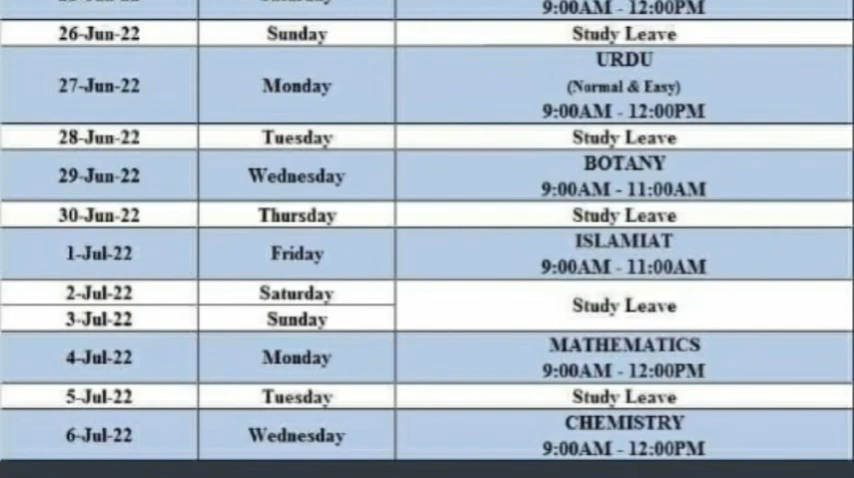 9:00AM - 12:00PM
26-Jun-22 Sunday Study Leave
URDU
27-Jun-22 Monday (Normal & Easy)
9:00AM - 12:00PM
28-Jun-22 Tuesday Study Leave
BOTANY
29-Jun-22 Wednesday
9:00AM - 11:00AM
30-Jun-22 Thursday Study Leave
ISLAMIAT
1-Jul-22 Friday
9:00AM - 11:00AM
2-Jul-22 Saturday
Study Leave
3-Jul-22 Sunday
MATHEMATICS
4-Jul-22 Monday
9:00AM - 12:00PM
5-Jul-22 Tuesday Study Leave
CHEMISTRY
6-Jul-22 Wednesday
9:00AM - 12:00PM